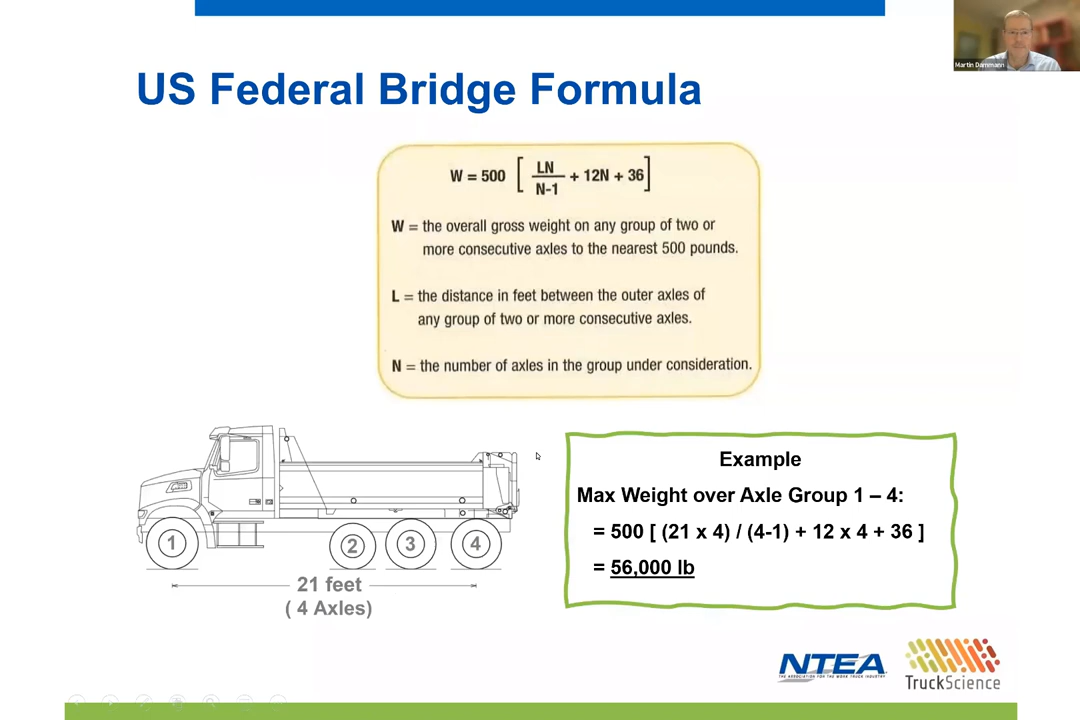 Martin Dammann
US Federal Bridge Formula
W = 500 [ LN / N-1 + 12N + 36 ]
W = the overall gross weight on any group of two or
more consecutive axles to the nearest 500 pounds.
L = the distance in feet between the outer axles of
any group of two or more consecutive axles.
N = the number of axles in the group under consideration.
1
2
3
4
21 feet
( 4 Axles)
Example
Max Weight over Axle Group 1 – 4:
= 500 [ (21 x 4) / (4-1) + 12 x 4 + 36 ]
= 56,000 lb
NTEA
THE ASSOCIATION FOR THE WORK TRUCK INDUSTRY
TruckScience